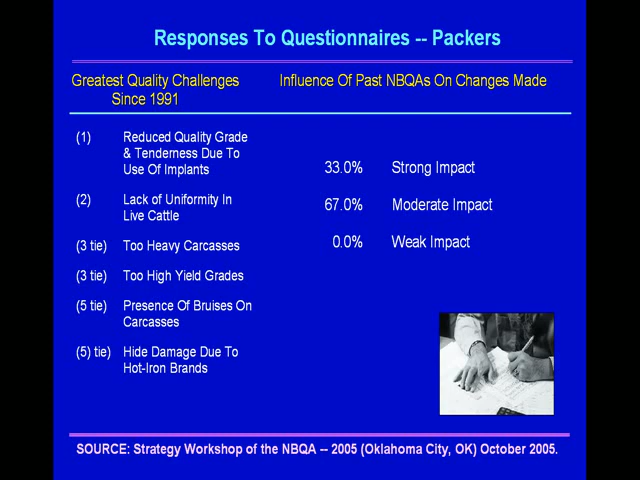 Responses To Questionnaires -- Packers
Greatest Quality Challenges
Since 1991
Influence Of Past NBQAs On Changes Made
(1) Reduced Quality Grade
& Tenderness Due To
Use Of Implants
(2) Lack of Uniformity In
Live Cattle
(3 tie) Too Heavy Carcasses
(3 tie) Too High Yield Grades
(5 tie) Presence Of Bruises On
Carcasses
(5) tie) Hide Damage Due To
Hot-Iron Brands
33.0% Strong Impact
67.0% Moderate Impact
0.0% Weak Impact
SOURCE: Strategy Workshop of the NBQA -- 2005 (Oklahoma City, OK) October 2005.